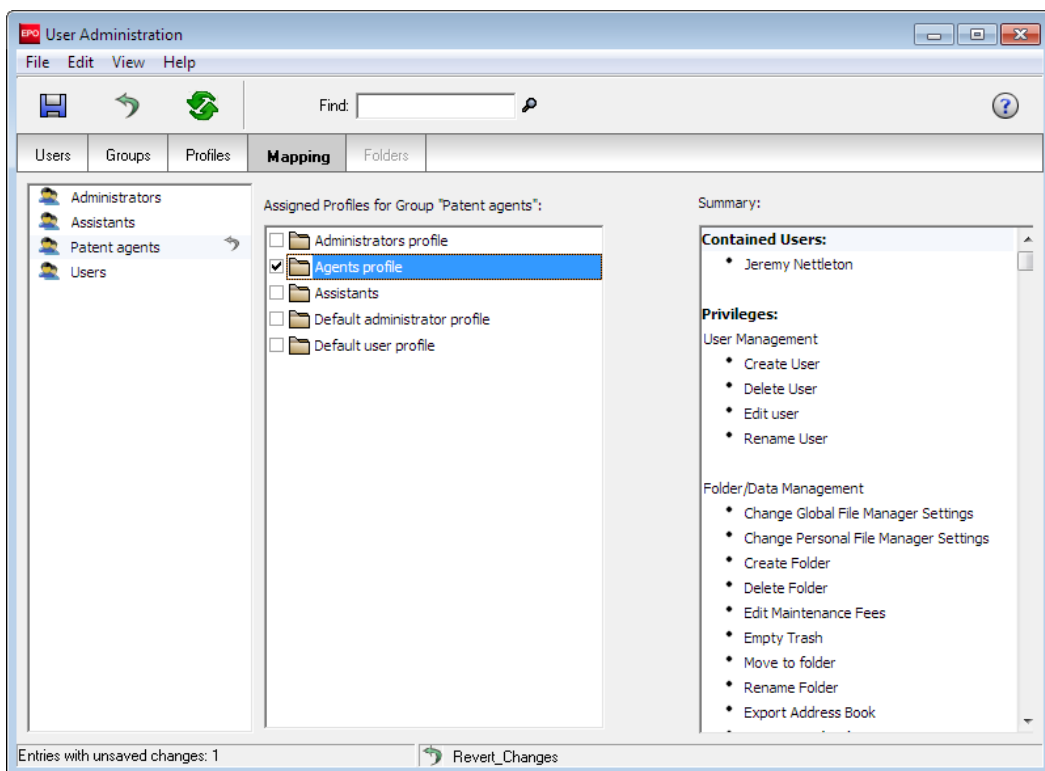 EPO User Administration
File Edit View Help
Find:
?
Users Groups Profiles Mapping Folders
Administrators
Assistants
Patent agents
Users
Assigned Profiles for Group "Patent agents":
Administrators profile
Agents profile
Assistants
Default administrator profile
Default user profile
Summary:
Contained Users:
• Jeremy Nettleton
Privileges:
User Management
• Create User
• Delete User
• Edit user
• Rename User
Folder/Data Management
• Change Global File Manager Settings
• Change Personal File Manager Settings
• Create Folder
• Delete Folder
• Edit Maintenance Fees
• Empty Trash
• Move to folder
• Rename Folder
• Export Address Book
Entries with unsaved changes: 1
Revert_Changes